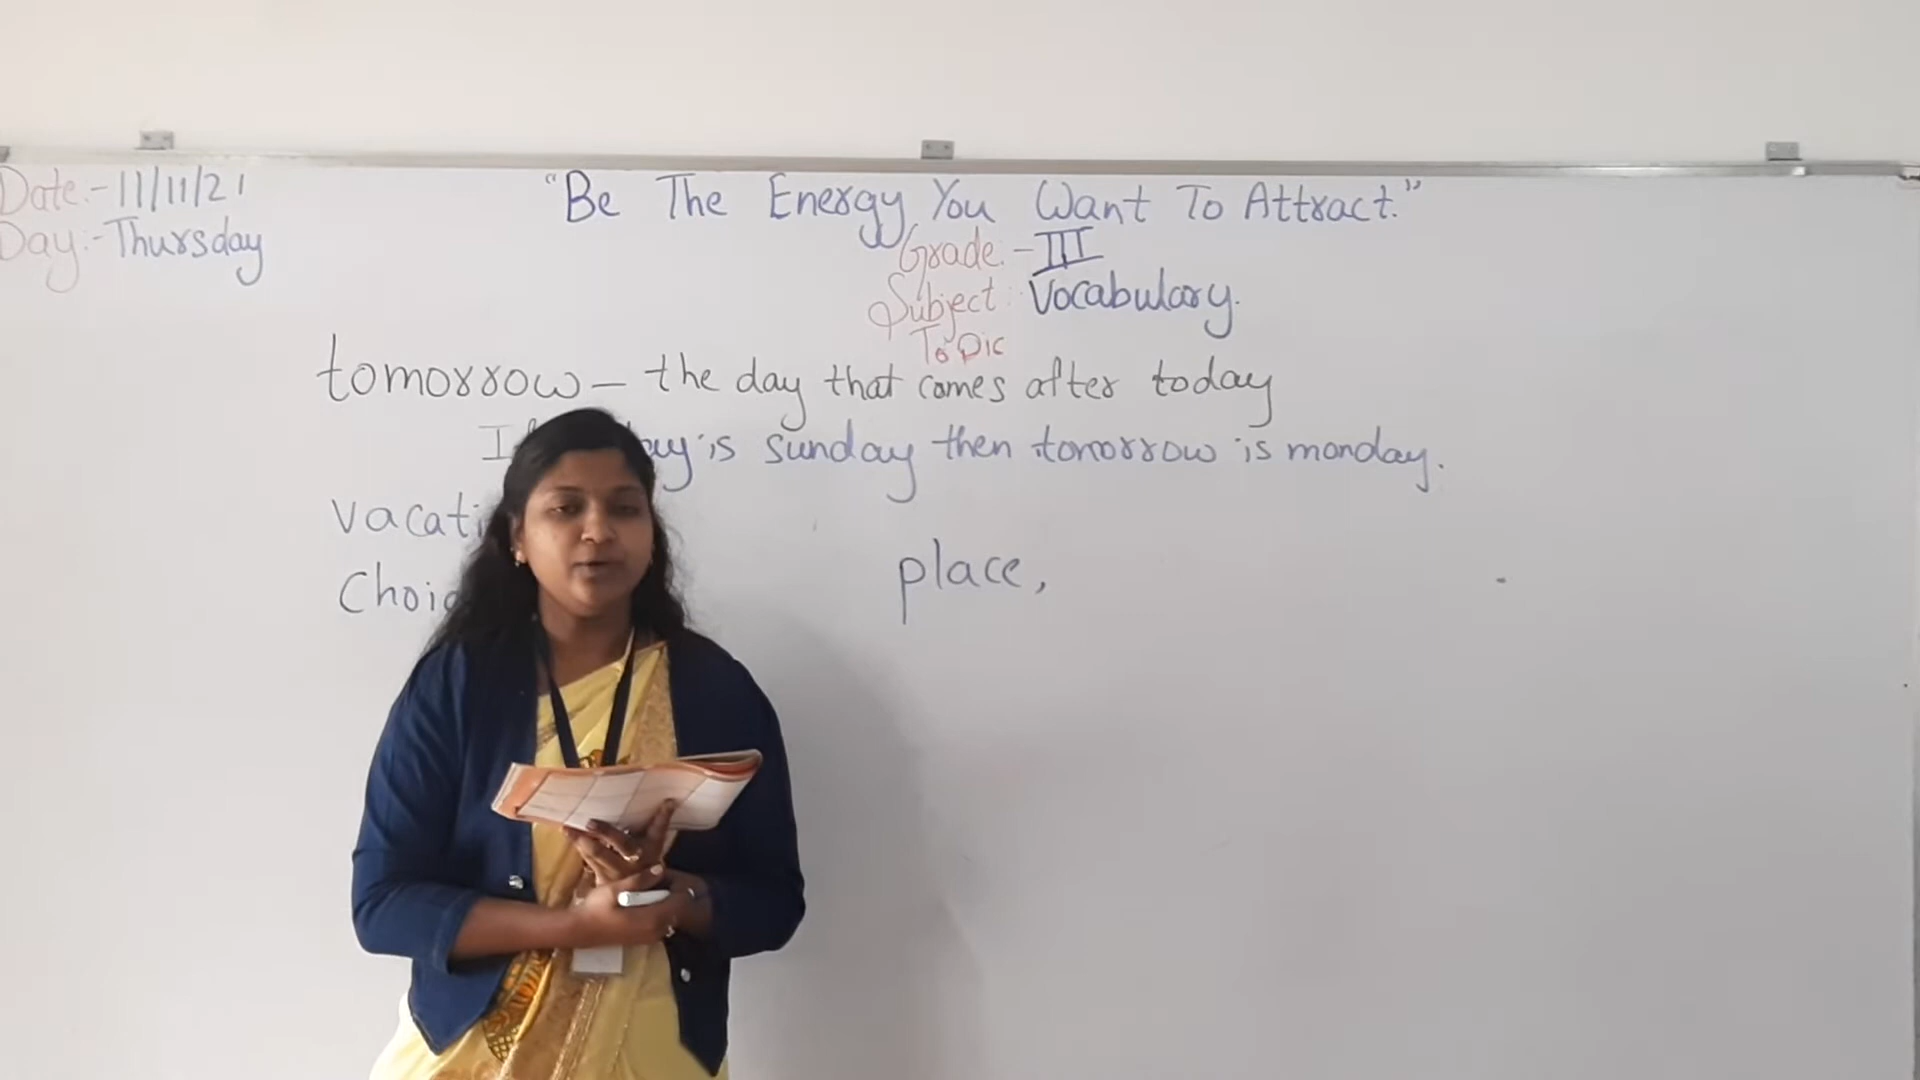 Date:- 11/11/21
Day:- Thursday
"Be The Energy You Want To Attract."
Grade:- III
Subject: Vocabulary.
Topic
tomorrow – the day that comes after today
is sunday then tomorrow is monday.
place,